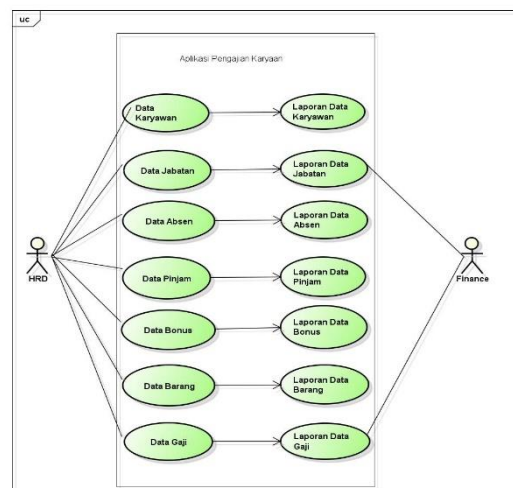 uc
Aplikasi Pengajian Karyaan
Data
Karyawan
Laporan Data
Karyawan
Data Jabatan
Laporan Data
Jabatan
Data Absen
Laporan Data
Absen
HRD
Finance
Data Pinjam
Laporan Data
Pinjam
Data Bonus
Laporan Data
Bonus
Data Barang
Laporan Data
Barang
Data Gaji
Laporan Data
Gaji